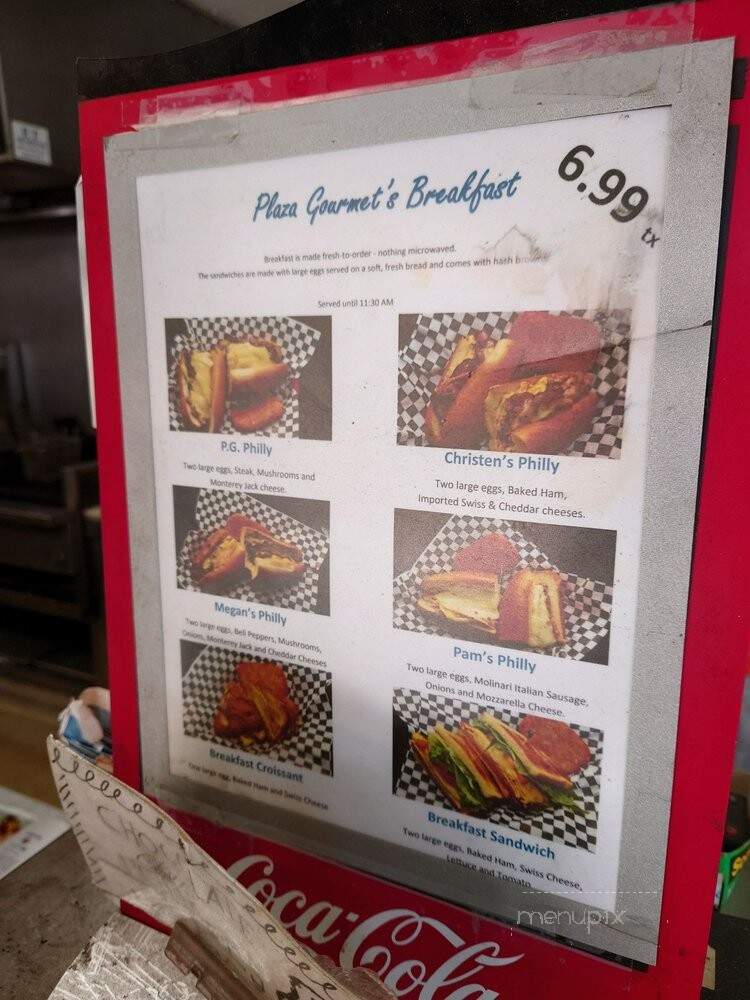 Plaza Gourmet's Breakfast
6.99
tx
Breakfast is made fresh-to-order - nothing microwaved.
The sandwiches are made with large eggs served on a soft, fresh bread and comes with hash
Served until 11:30 AM
P.G. Philly
Two large eggs, Steak, Mushrooms and
Monterey Jack cheese.
Christen's Philly
Two large eggs, Baked Ham,
Imported Swiss & Cheddar cheeses.
Megan's Philly
Two large eggs, Bell Peppers, Mushrooms,
Onions, Monterey Jack and Cheddar Cheeses
Pam's Philly
Two large eggs, Molinari Italian Sausage,
Onions and Mozzarella Cheese.
Breakfast Croissant
One large egg, Baked Ham and Swiss Cheese
Breakfast Sandwich
Two large eggs, Baked Ham, Swiss Cheese,
Lettuce and Tomato
Coca-Cola
menupix